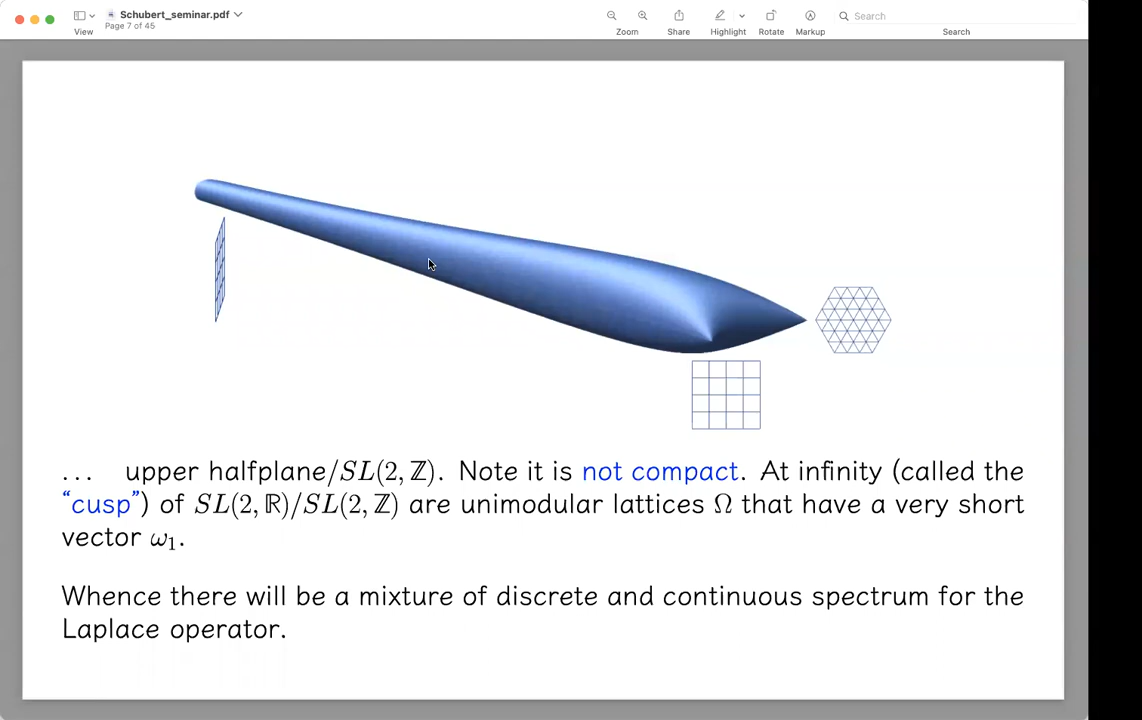 Schubert_seminar.pdf
Page 7 of 45
View
Zoom
Share
Highlight
Rotate
Markup
Search
Search
... upper halfplane/SL(2, ℤ). Note it is not compact. At infinity (called the
“cusp”) of SL(2, ℝ)/SL(2, ℤ) are unimodular lattices Ω that have a very short
vector ω₁.
Whence there will be a mixture of discrete and continuous spectrum for the
Laplace operator.